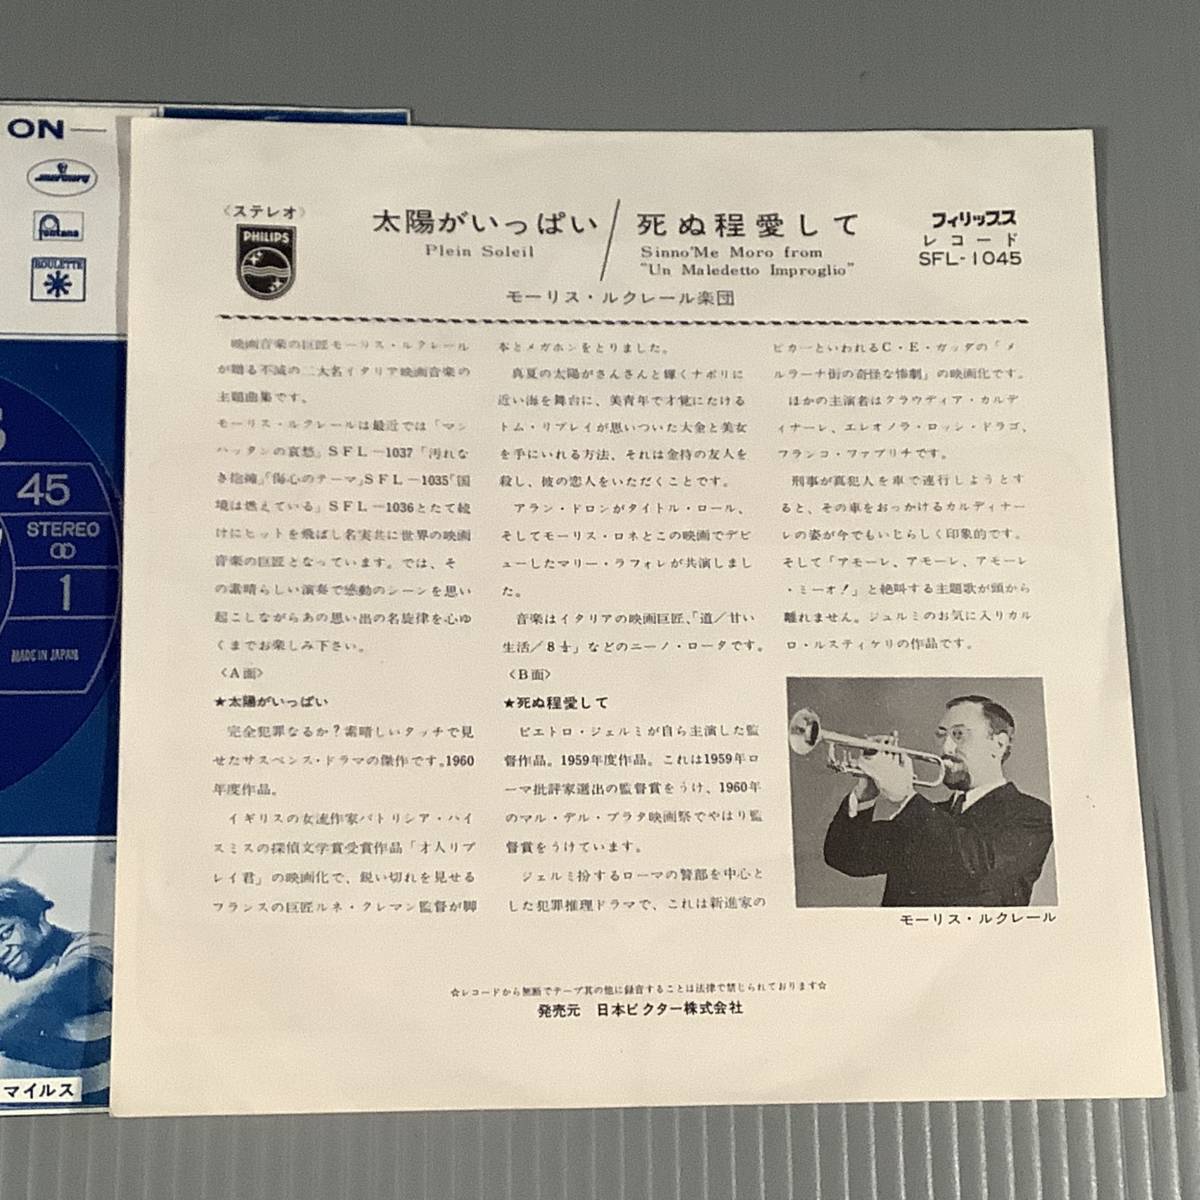 ON
mercury
fontana
ROULETTE
45
STEREO
1
MADE IN JAPAN
マイルス
〈ステレオ〉
PHILIPS
太陽がいっぱい／死ぬ程愛して
Plein Soleil
Sinno'Me Moro from
"Un Maledetto Improglio"
モーリス・ルクレール楽団
フィリップス
レコード
SFL-1045
映画音楽の巨匠モーリス・ルクレール
が贈る不滅の二大名イタリア映画音楽の
主題曲集です。
モーリス・ルクレールは最近では「マン
ハッタンの哀愁」SFL-1037「汚れな
き抱擁」「傷心のテーマ」SFL-1035「国
境は燃えている」SFL-1036とたて続
けにヒットを飛ばし名実共に世界の映画
音楽の巨匠となっています。では、そ
の素晴らしい演奏で感動のシーンを思い
起こしながらあの思い出の名旋律を心ゆ
くまでお楽しみ下さい。
〈A面〉
★太陽がいっぱい
完全犯罪なるか？素晴しいタッチで見
せたサスペンス・ドラマの傑作です。1960
年度作品。
イギリスの女流作家パトリシア・ハイ
スミスの探偵文学賞受賞作品「才人リプ
レイ君」の映画化で、鋭い切れを見せる
フランスの巨匠ルネ・クレマン監督が脚
本とメガホンをとりました。
真夏の太陽がさんさんと輝くナポリに
近い海を舞台に、美青年で才覚にたける
トム・リプレイが思いついた大金と美女
を手にいれる方法、それは金持の友人を
殺し、彼の恋人をいただくことです。
アラン・ドロンがタイトル・ロール、
そしてモーリス・ロネとこの映画でデビ
ューしたマリー・ラフォレが共演しまし
た。
音楽はイタリアの映画巨匠、「道／甘い
生活／8½」などのニーノ・ロータです。
〈B面〉
★死ぬ程愛して
ピエトロ・ジェルミが自ら主演した監
督作品。1959年度作品。これは1959年ロ
ーマ批評家選出の監督賞をうけ、1960年
のマル・デル・プラタ映画祭でやはり監
督賞をうけています。
ジェルミ扮するローマの警部を中心と
した犯罪推理ドラマで、これは新進家の
ピカーといわれるC・E・ガッダの「メ
ルラーナ街の奇怪な惨劇」の映画化です。
ほかの主演者はクラウディア・カルデ
ィナーレ、エレオノラ・ロッシ・ドラゴ、
フランコ・ファブリチです。
刑事が真犯人を車で連行しようとす
ると、その車をおっかけるカルディナー
レの姿が今でもいじらしく印象的です。
そして「アモーレ、アモーレ、アモーレ
・ミーオ！」と絶叫する主題歌が頭から
離れません。ジェルミのお気に入りカル
ロ・ルスティケリの作品です。
モーリス・ルクレール
☆レコードから無断でテープ其の他に録音することは法律で禁じられております☆
発売元　日本ビクター株式会社